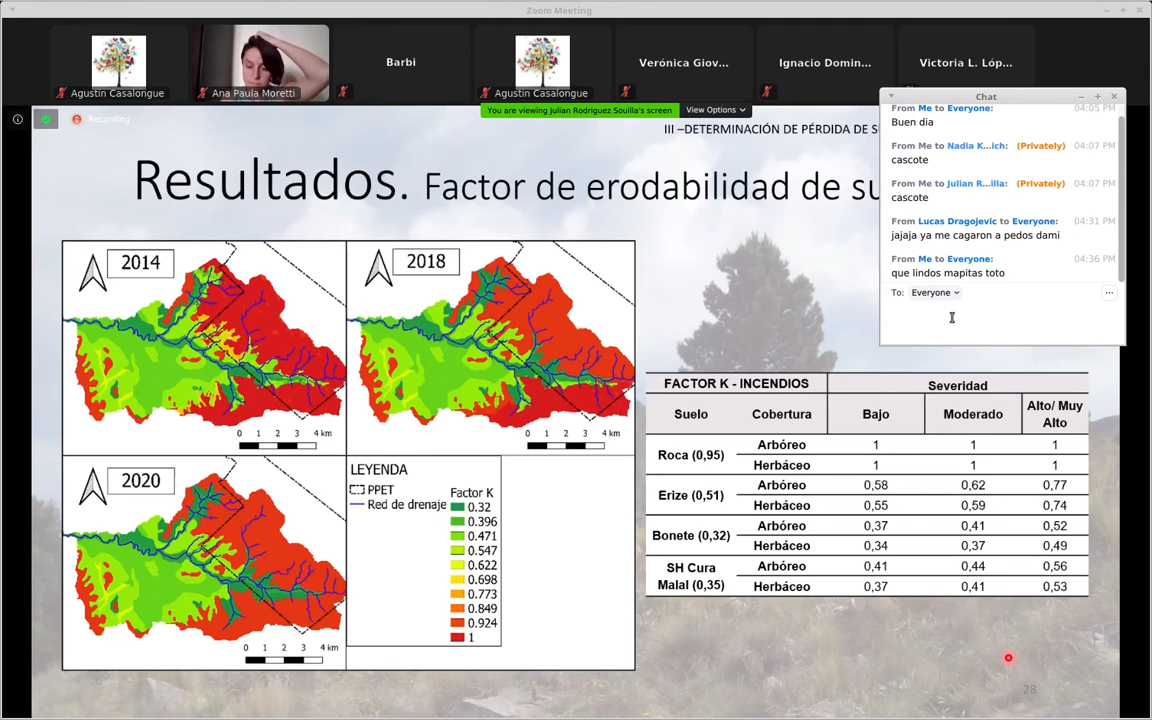 Zoom Meeting
Agustin Casalongue
Ana Paula Moretti
Barbi
Agustin Casalongue
Verónica Giov...
Ignacio Domin...
Victoria L. Lóp...
You are viewing Julian Rodriguez Souilla's screen
View Options
Recording
III –DETERMINACIÓN DE PÉRDIDA DE S
Resultados. Factor de erodabilidad de su
Chat
From Me to Everyone: 04:05 PM
Buen dia
From Me to Nadia K...ich: (Privately) 04:07 PM
cascote
From Me to Julian R...illa: (Privately) 04:07 PM
cascote
From Lucas Dragojevic to Everyone: 04:31 PM
jajaja ya me cagaron a pedos dami
From Me to Everyone: 04:36 PM
que lindos mapitas toto
To: Everyone
2014
0 1 2 3 4 km
2018
0 1 2 3 4 km
2020
0 1 2 3 4 km
LEYENDA
PPET
Red de drenaje
Factor K
0.32
0.396
0.471
0.547
0.622
0.698
0.773
0.849
0.924
1
FACTOR K - INCENDIOS Severidad
Suelo Cobertura Bajo Moderado Alto/ Muy Alto
Roca (0,95) Arbóreo 1 1 1
Herbáceo 1 1 1
Erize (0,51) Arbóreo 0,58 0,62 0,77
Herbáceo 0,55 0,59 0,74
Bonete (0,32) Arbóreo 0,37 0,41 0,52
Herbáceo 0,34 0,37 0,49
SH Cura Malal (0,35) Arbóreo 0,41 0,44 0,56
Herbáceo 0,37 0,41 0,53
28